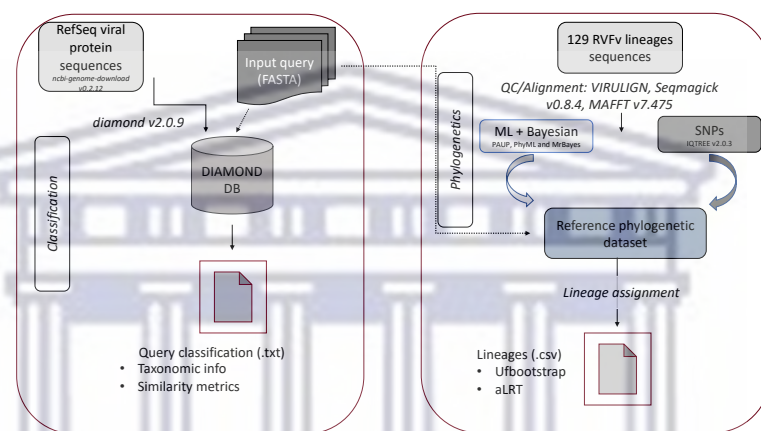 RefSeq viral
protein
sequences
ncbi-genome-download
v0.2.12
Input query
(FASTA)
diamond v2.0.9
DIAMOND
DB
Classification
Query classification (.txt)
• Taxonomic info
• Similarity metrics
129 RVFv lineages
sequences
QC/Alignment: VIRULIGN, Seqmagick
v0.8.4, MAFFT v7.475
Phylogenetics
ML + Bayesian
PAUP, PhyML and MrBayes
SNPs
IQTREE v2.0.3
Reference phylogenetic
dataset
Lineage assignment
Lineages (.csv)
• Ufbootstrap
• aLRT